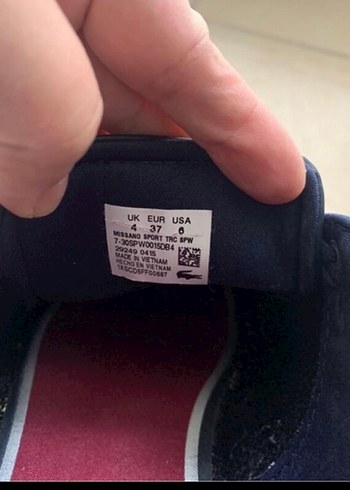 UK EUR USA
4 37 6
MISSANO SPORT TRC SPW
7-30SPW0015DB4
29249 0415
MADE IN VIETNAM
HECHO EN VIETNAM